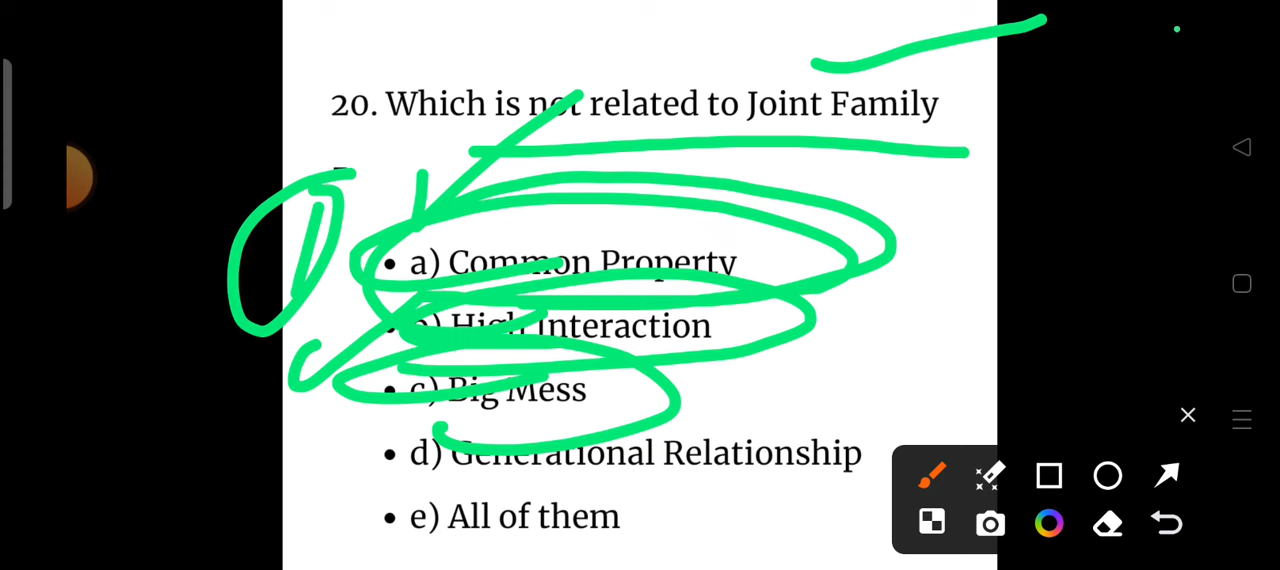 20. Which is not related to Joint Family
• a) Common Property
• b) High Interaction
• c) Big Mess
• d) Generational Relationship
• e) All of them